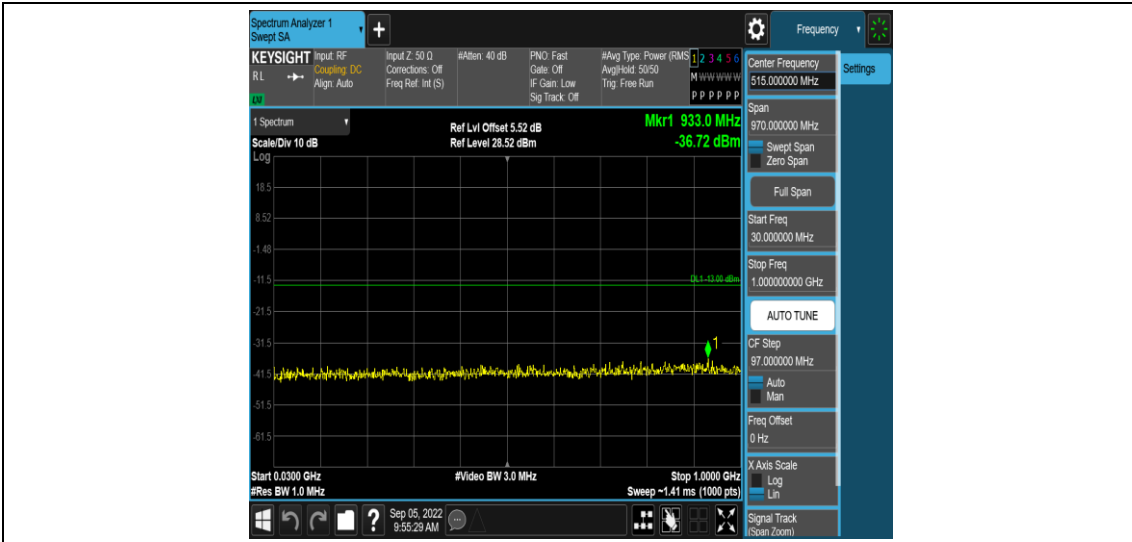 Spectrum Analyzer 1
Swept SA
Frequency
KEYSIGHT
RL
LXI
Input: RF
Coupling: DC
Align: Auto
Input Z: 50 Ω
Corrections: Off
Freq Ref: Int (S)
#Atten: 40 dB
PNO: Fast
Gate: Off
IF Gain: Low
Sig Track: Off
#Avg Type: Power (RMS
Avg|Hold: 50/50
Trig: Free Run
1 2 3 4 5 6
M W W W W W
P P P P P P
1 Spectrum
Scale/Div 10 dB
Log
Ref Lvl Offset 5.52 dB
Ref Level 28.52 dBm
Mkr1 933.0 MHz
-36.72 dBm
18.5
8.52
-1.48
-11.5
DL1 -13.00 dBm
-21.5
-31.5
1
-41.5
-51.5
-61.5
Start 0.0300 GHz
#Res BW 1.0 MHz
#Video BW 3.0 MHz
Stop 1.0000 GHz
Sweep ~1.41 ms (1000 pts)
Sep 05, 2022
9:55:29 AM
Center Frequency
515.000000 MHz
Span
970.000000 MHz
Swept Span
Zero Span
Full Span
Start Freq
30.000000 MHz
Stop Freq
1.000000000 GHz
AUTO TUNE
CF Step
97.000000 MHz
Auto
Man
Freq Offset
0 Hz
X Axis Scale
Log
Lin
Signal Track
(Span Zoom)
Settings